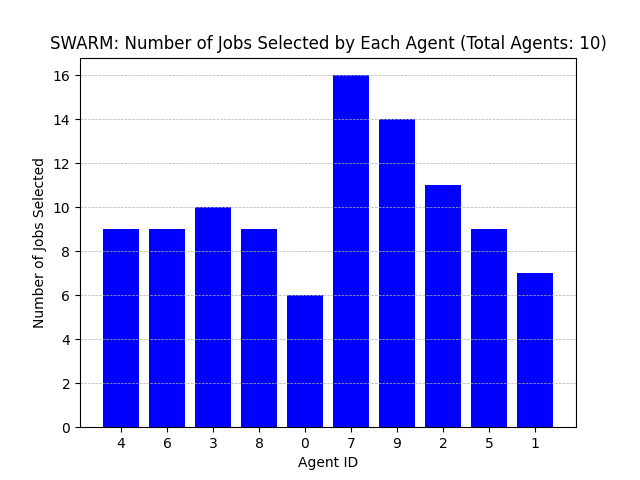 SWARM: Number of Jobs Selected by Each Agent (Total Agents: 10)
16
14
12
10
8
6
4
2
0
Number of Jobs Selected
4 6 3 8 0 7 9 2 5 1
Agent ID